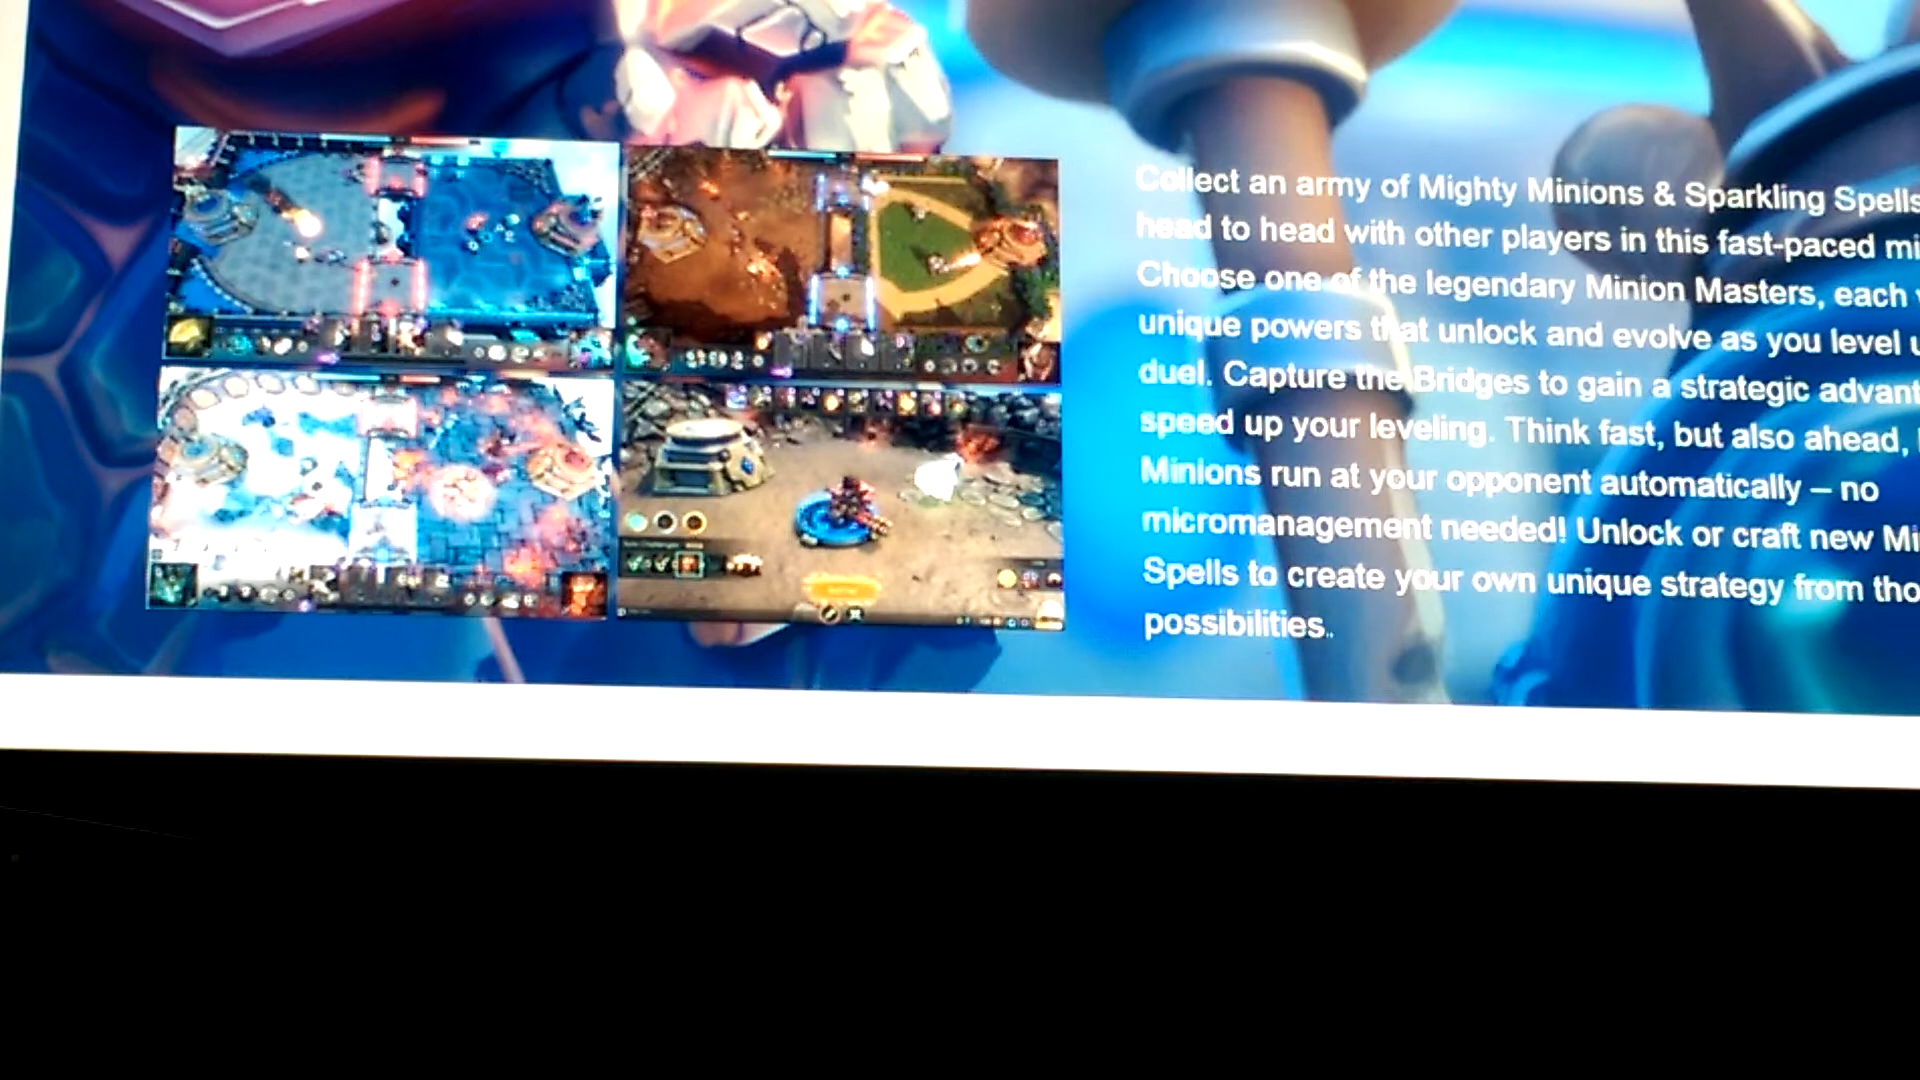 Collect an army of Mighty Minions & Sparkling Spells
head to head with other players in this fast-paced
Choose one of the legendary Minion Masters, each
unique powers that unlock and evolve as you level
duel. Capture the Bridges to gain a strategic
speed up your leveling. Think fast, but also ahead,
Minions run at your opponent automatically – no
micromanagement needed! Unlock or craft new
Spells to create your own unique strategy from
possibilities..